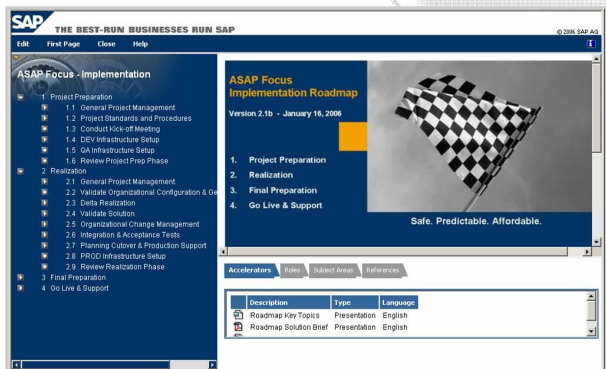 SAP
THE BEST-RUN BUSINESSES RUN SAP
© 2006 SAP AG
Edit First Page Close Help
ASAP Focus - Implementation
1 Project Preparation
1.1 General Project Management
1.2 Project Standards and Procedures
1.3 Conduct Kick-off Meeting
1.4 DEV Infrastructure Setup
1.5 QA Infrastructure Setup
1.6 Review Project Prep Phase
2 Realization
2.1 General Project Management
2.2 Validate Organizational Configuration & Ge
2.3 Delta Realization
2.4 Validate Solution
2.5 Organizational Change Management
2.6 Integration & Acceptance Tests
2.7 Planning Cutover & Production Support
2.8 PROD Infrastructure Setup
2.9 Review Realization Phase
3 Final Preparation
4 Go Live & Support
ASAP Focus
Implementation Roadmap
Version 2.1b - January 16, 2006
1. Project Preparation
2. Realization
3. Final Preparation
4. Go Live & Support
Safe. Predictable. Affordable.
Accelerators Roles Subject Areas References
Description Type Language
Roadmap Key Topics Presentation English
Roadmap Solution Brief Presentation English